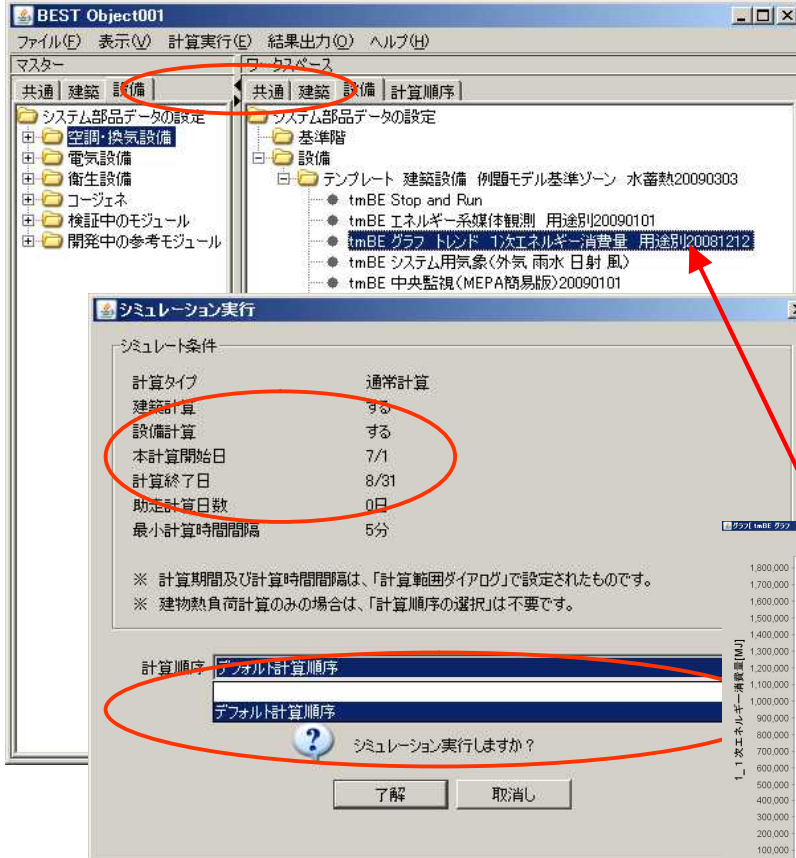 BEST Object001
ファイル(F) 表示(V) 計算実行(E) 結果出力(O) ヘルプ(H)
マスター ワークスペース
共通 建築 設備 共通 建築 設備 計算順序
システム部品データの設定
空調・換気設備
電気設備
衛生設備
コージェネ
検証中のモジュール
開発中の参考モジュール
システム部品データの設定
基準階
設備
テンプレート 建築設備 例題モデル基準ゾーン 水蓄熱20090303
tmBE Stop and Run
tmBE エネルギー系媒体観測 用途別20090101
tmBE グラフ トレンド 1次エネルギー消費量 用途別20081212
tmBE システム用気象(外気 雨水 日射 風)
tmBE 中央監視(MEPA簡易版)20090101
シミュレーション実行
シミュレート条件
計算タイプ 通常計算
建築計算 する
設備計算 する
本計算開始日 7/1
計算終了日 8/31
助走計算日数 0日
最小計算時間間隔 5分
※ 計算期間及び計算時間間隔は、「計算範囲ダイアログ」で設定されたものです。
※ 建物熱負荷計算のみの場合は、「計算順序の選択」は不要です。
計算順序 デフォルト計算順序
デフォルト計算順序
シミュレーション実行しますか？
了解 取消し
グラフ[ tmBE グラフ
1_1次エネルギー消費量[MJ]
1,800,000
1,700,000
1,600,000
1,500,000
1,400,000
1,300,000
1,200,000
1,100,000
1,000,000
900,000
800,000
700,000
600,000
500,000
400,000
300,000
200,000
100,000